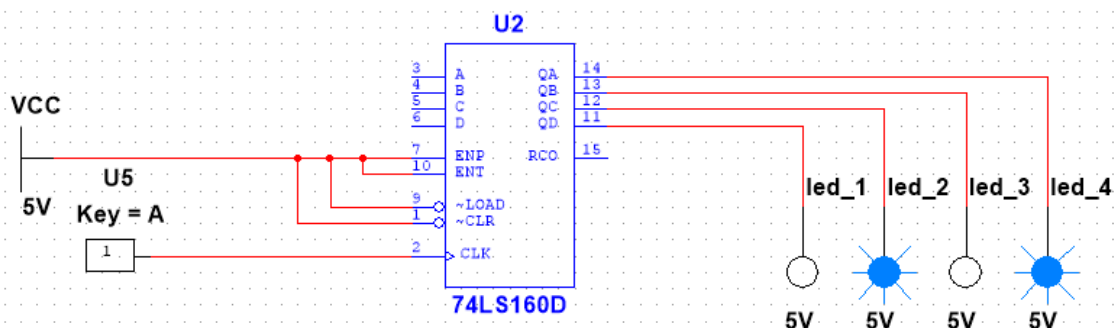 U2
3 A QA 14
4 B QB 13
5 C QC 12
6 D QD 11
VCC
7 ENP RCO 15
10 ENT
U5
5V
Key = A
9 ~LOAD
1 ~CLR
1
2 CLK
74LS160D
led_1 led_2 led_3 led_4
5V 5V 5V 5V